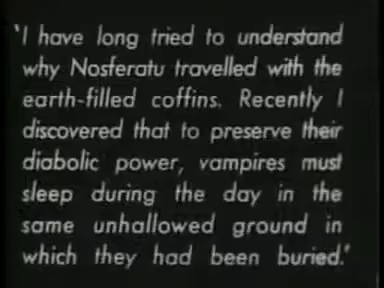 'I have long tried to understand
why Nosferatu travelled with the
earth-filled coffins. Recently I
discovered that to preserve their
diabolic power, vampires must
sleep during the day in the
same unhallowed ground in
which they had been buried.'